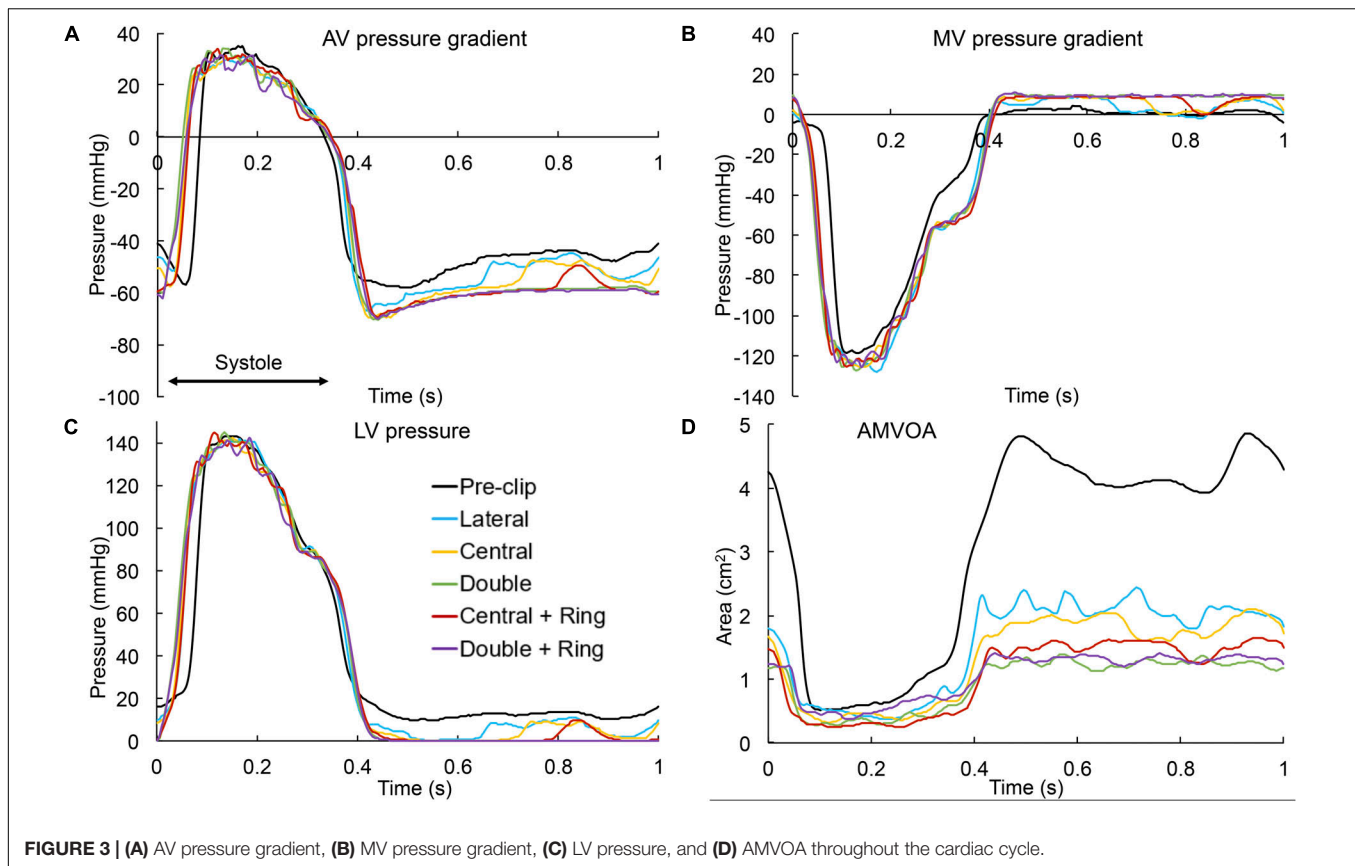 A
AV pressure gradient
Pressure (mmHg)
40
20
0
-20
-40
-60
-80
-100
0
0.2
0.4
0.6
0.8
1
Systole
Time (s)
B
MV pressure gradient
Pressure (mmHg)
40
20
0
-20
-40
-60
-80
-100
-120
-140
0
0.2
0.4
0.6
0.8
1
Time (s)
C
LV pressure
Pressure (mmHg)
140
120
100
80
60
40
20
0
0
0.2
0.4
0.6
0.8
1
Time (s)
Pre-clip
Lateral
Central
Double
Central + Ring
Double + Ring
D
AMVOA
Area (cm²)
5
4
3
2
1
0
0
0.2
0.4
0.6
0.8
1
Time (s)
FIGURE 3 | (A) AV pressure gradient, (B) MV pressure gradient, (C) LV pressure, and (D) AMVOA throughout the cardiac cycle.